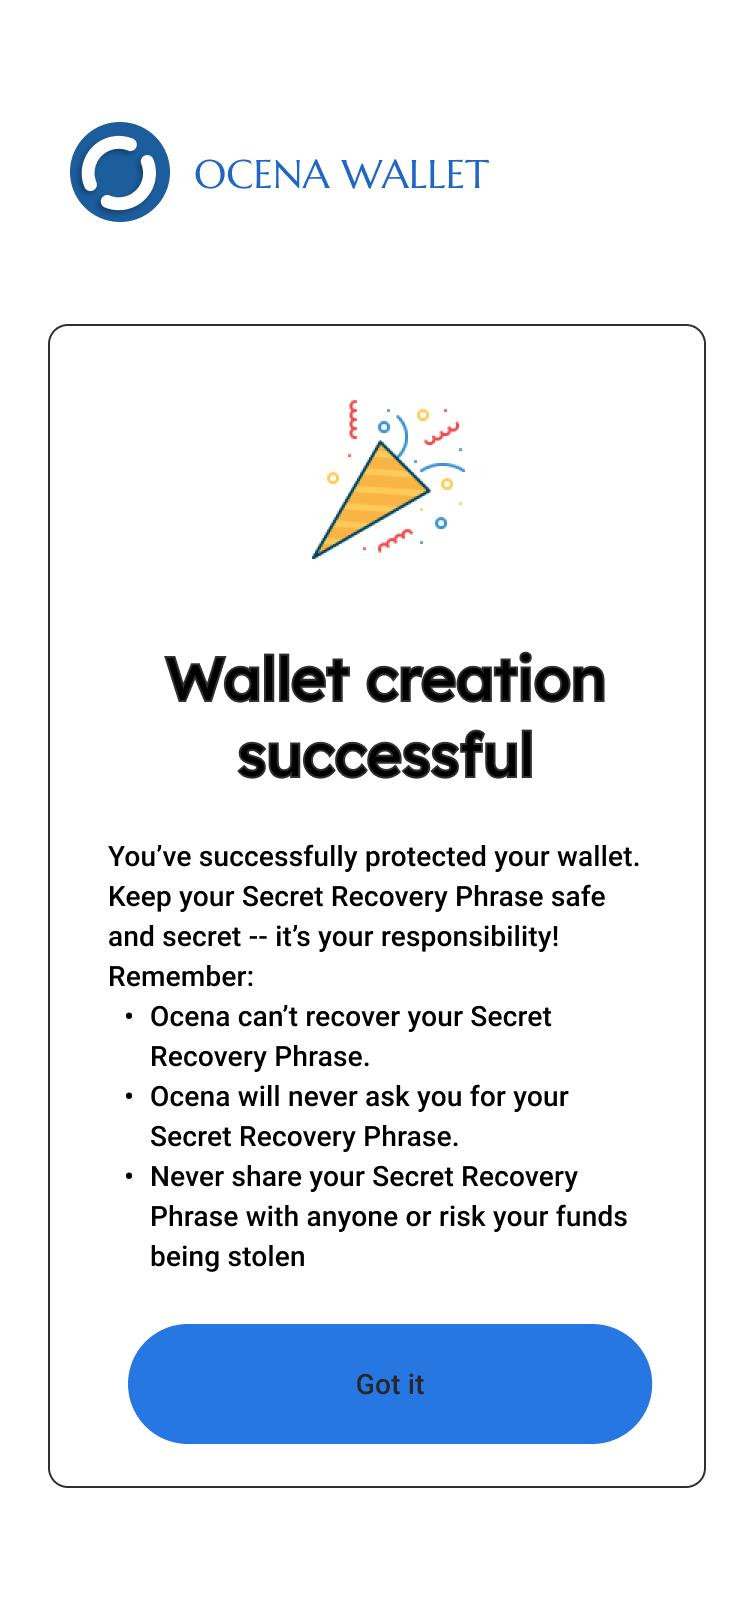 OCENA WALLET
Wallet creation
successful
You’ve successfully protected your wallet.
Keep your Secret Recovery Phrase safe
and secret -- it’s your responsibility!
Remember:
• Ocena can’t recover your Secret
Recovery Phrase.
• Ocena will never ask you for your
Secret Recovery Phrase.
• Never share your Secret Recovery
Phrase with anyone or risk your funds
being stolen
Got it